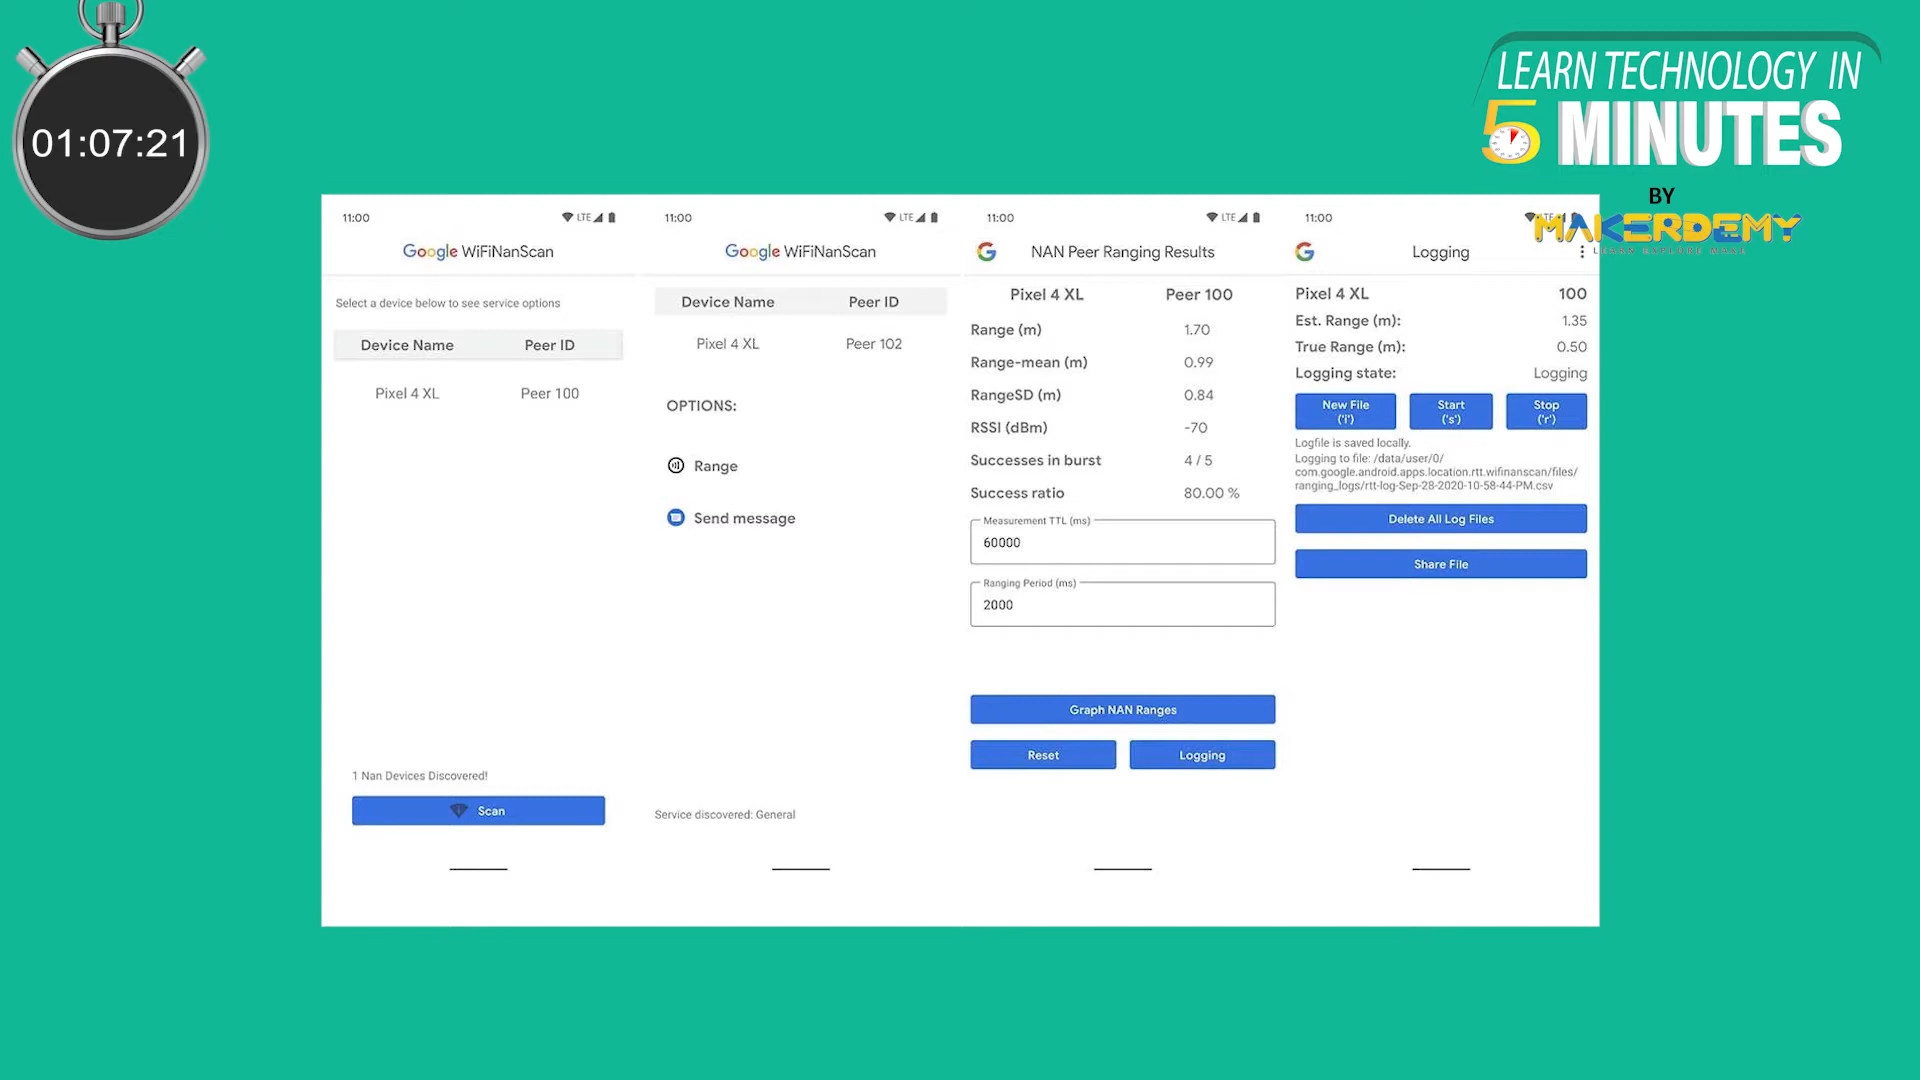 01:07:21
LEARN TECHNOLOGY IN
5 MINUTES
BY
MAKERDEMY
LEARN EXPLORE MAKE
11:00
LTE
Google WiFiNanScan
Select a device below to see service options
Device Name Peer ID
Pixel 4 XL Peer 100
1 Nan Devices Discovered!
Scan
11:00
LTE
Google WiFiNanScan
Device Name Peer ID
Pixel 4 XL Peer 102
OPTIONS:
Range
Send message
Service discovered: General
11:00
LTE
G NAN Peer Ranging Results
Pixel 4 XL Peer 100
Range (m) 1.70
Range-mean (m) 0.99
RangeSD (m) 0.84
RSSI (dBm) -70
Successes in burst 4 / 5
Success ratio 80.00 %
Measurement TTL (ms)
60000
Ranging Period (ms)
2000
Graph NAN Ranges
Reset Logging
11:00
LTE
G Logging
Pixel 4 XL 100
Est. Range (m): 1.35
True Range (m): 0.50
Logging state: Logging
New File Start Stop
('i') ('s') ('r')
Logfile is saved locally.
Logging to file: /data/user/0/
com.google.android.apps.location.rtt.wifinanscan/files/
ranging_logs/rtt-log-Sep-28-2020-10-58-44-PM.csv
Delete All Log Files
Share File